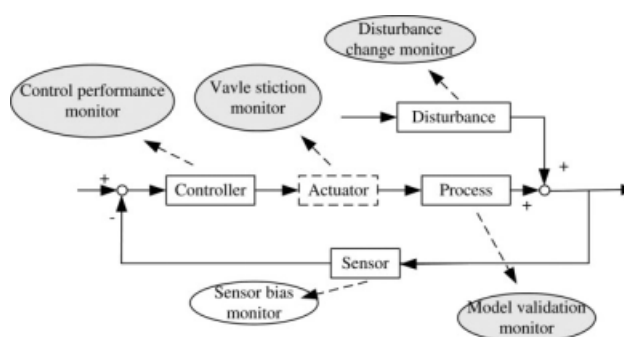 Disturbance
change monitor
Control performance
monitor
Vavle stiction
monitor
Disturbance
+
+
Controller
Actuator
Process
+
-
Sensor
Sensor bias
monitor
Model validation
monitor